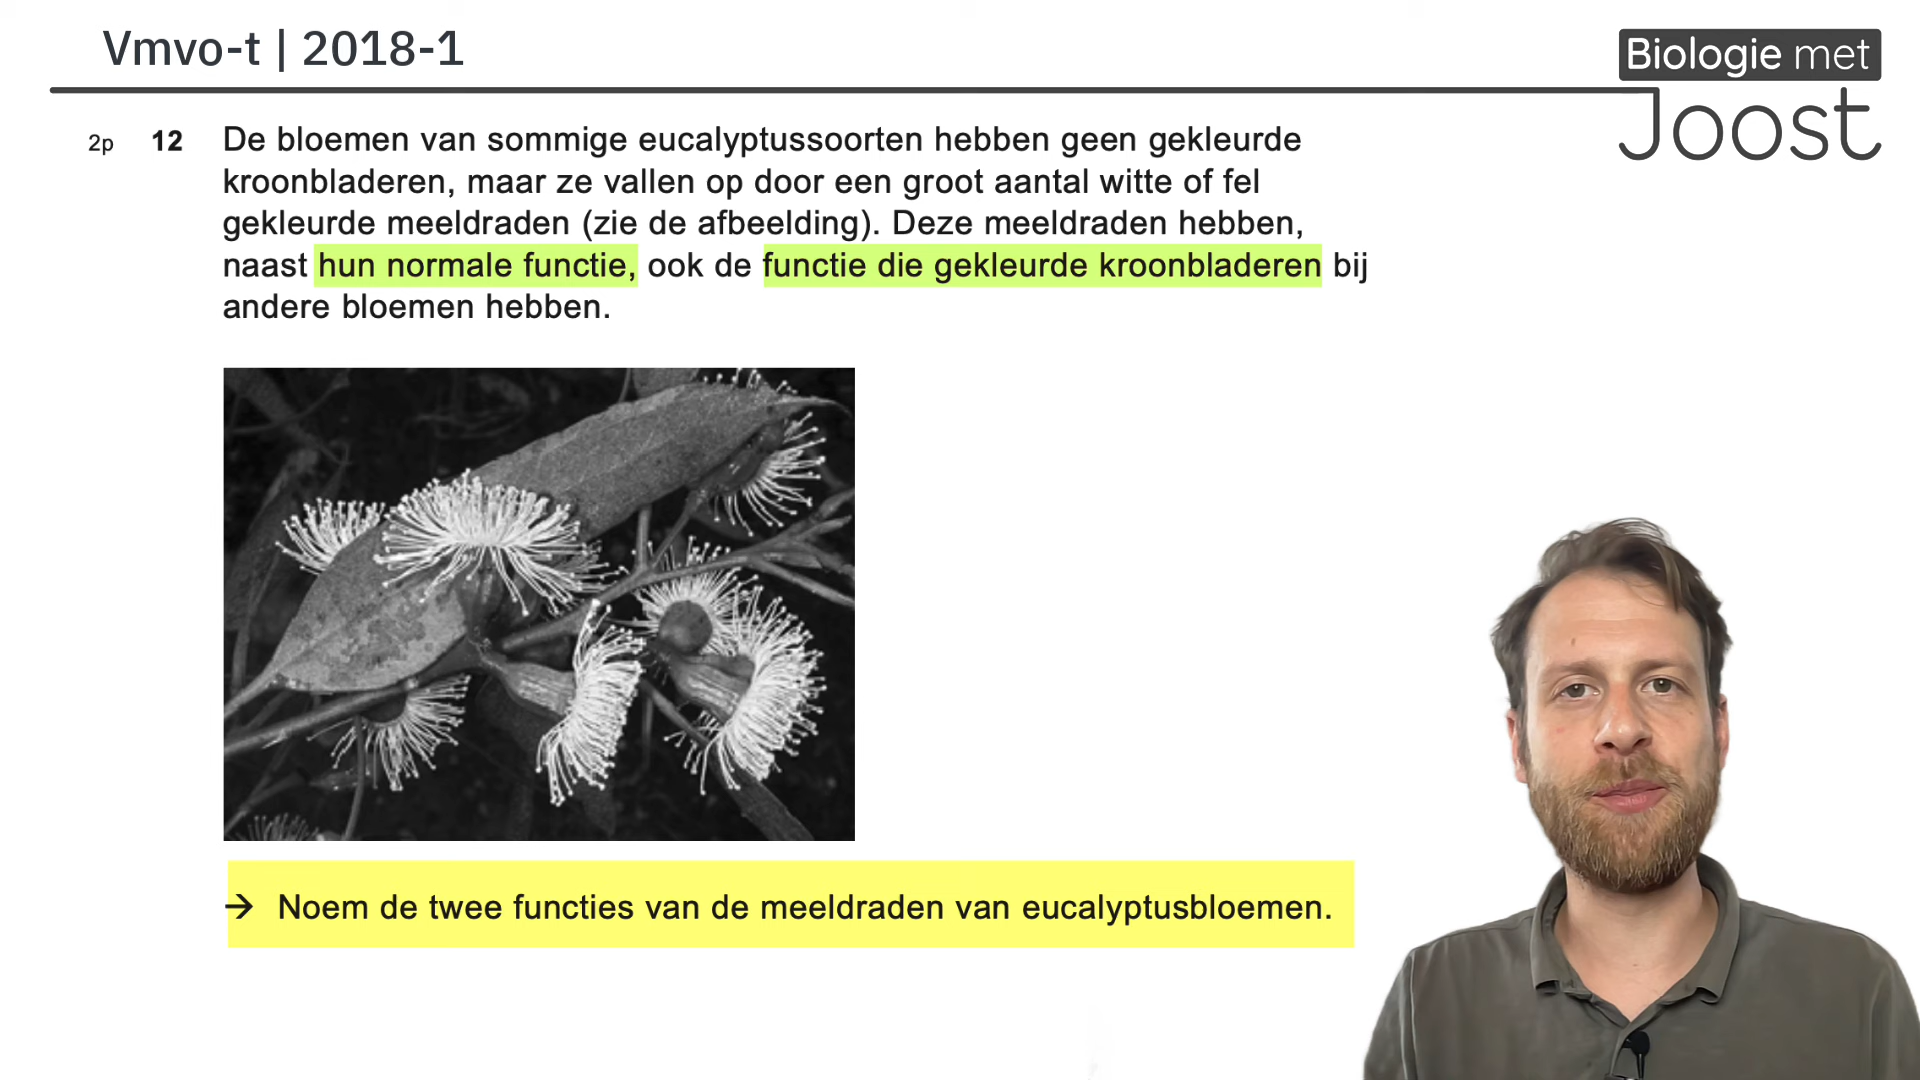 Vmvo-t | 2018-1
Biologie met
Joost
2p 12 De bloemen van sommige eucalyptussoorten hebben geen gekleurde
kroonbladeren, maar ze vallen op door een groot aantal witte of fel
gekleurde meeldraden (zie de afbeelding). Deze meeldraden hebben,
naast hun normale functie, ook de functie die gekleurde kroonbladeren bij
andere bloemen hebben.
→ Noem de twee functies van de meeldraden van eucalyptusbloemen.